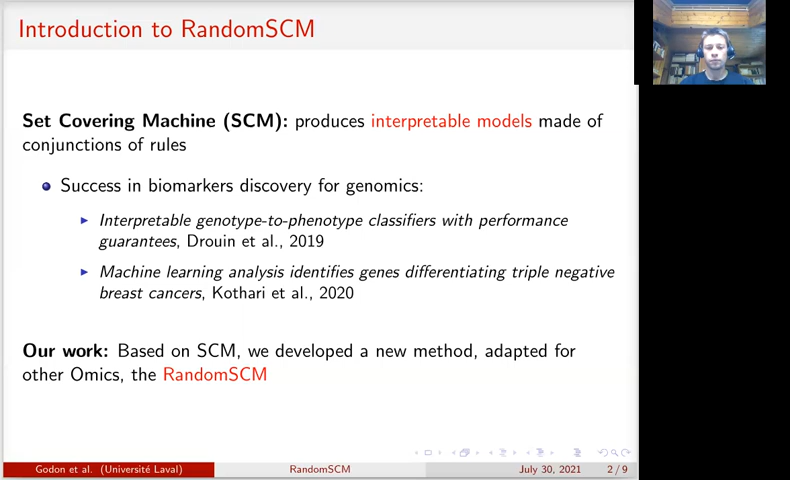 Introduction to RandomSCM
Set Covering Machine (SCM): produces interpretable models made of
conjunctions of rules
Success in biomarkers discovery for genomics:
Interpretable genotype-to-phenotype classifiers with performance
guarantees, Drouin et al., 2019
Machine learning analysis identifies genes differentiating triple negative
breast cancers, Kothari et al., 2020
Our work: Based on SCM, we developed a new method, adapted for
other Omics, the RandomSCM
Godon et al. (Université Laval) RandomSCM July 30, 2021 2 / 9